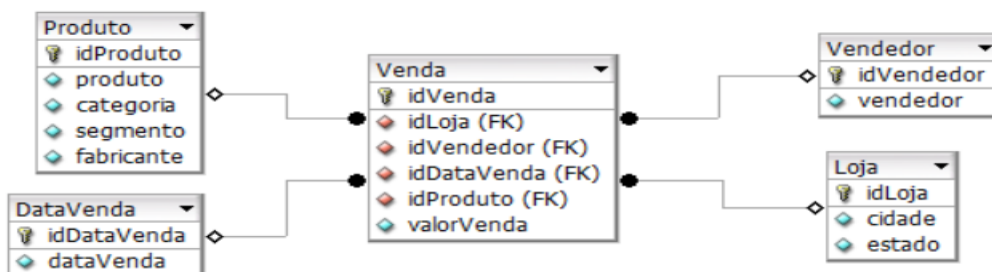 Produto
idProduto
produto
categoria
segmento
fabricante
DataVenda
idDataVenda
dataVenda
Venda
idVenda
idLoja (FK)
idVendedor (FK)
idDataVenda (FK)
idProduto (FK)
valorVenda
Vendedor
idVendedor
vendedor
Loja
idLoja
cidade
estado